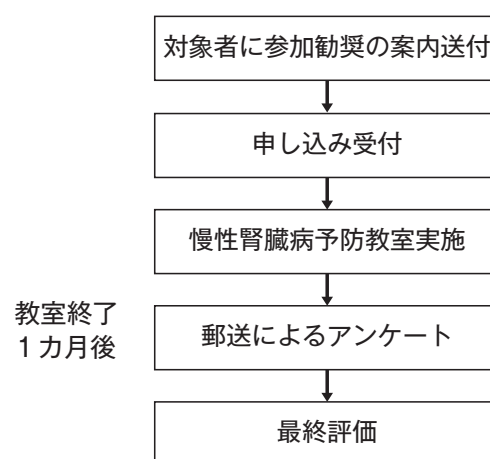 対象者に参加勧奨の案内送付
申し込み受付
慢性腎臓病予防教室実施
教室終了
1カ月後
郵送によるアンケート
最終評価